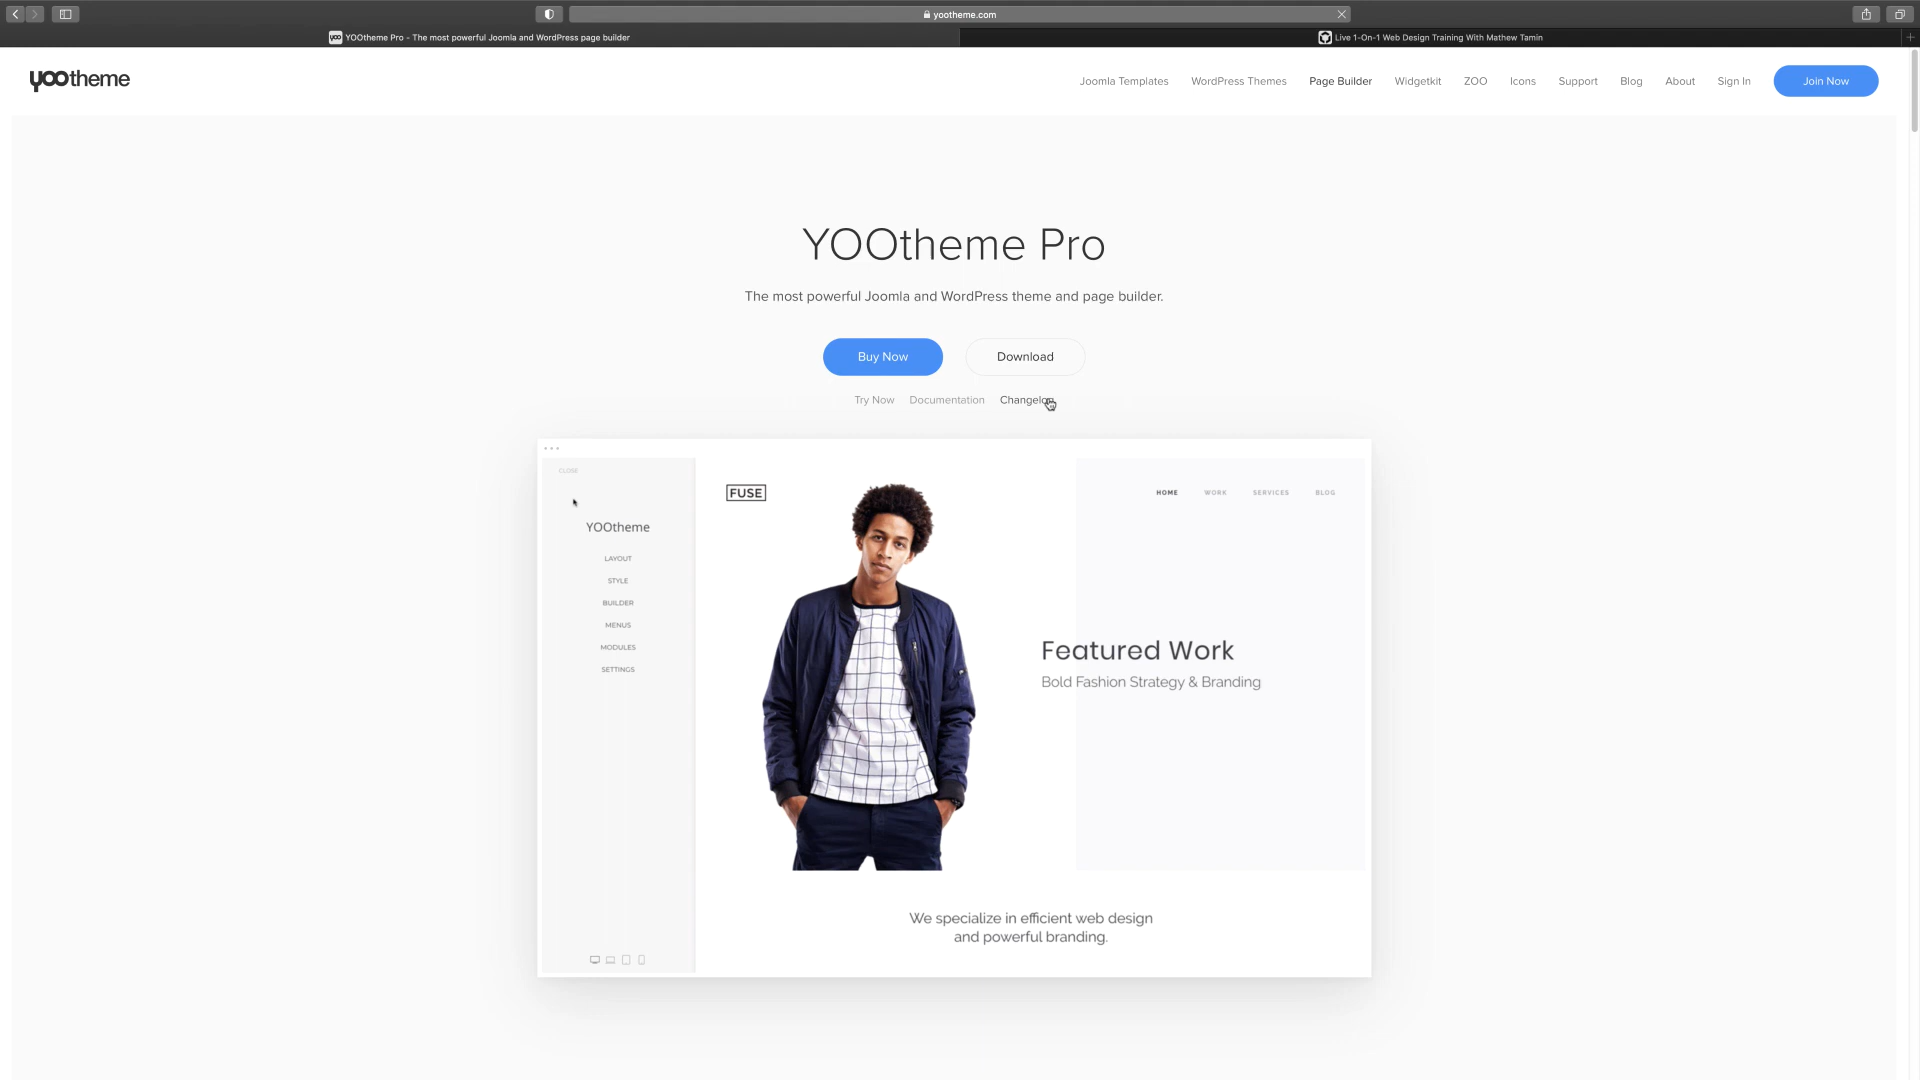 yootheme.com
yoo YOOtheme Pro - The most powerful Joomla and WordPress page builder
Live 1-On-1 Web Design Training With Mathew Tamin
yootheme
Joomla Templates
WordPress Themes
Page Builder
Widgetkit
ZOO
Icons
Support
Blog
About
Sign In
Join Now
YOOtheme Pro
The most powerful Joomla and WordPress theme and page builder.
Buy Now
Download
Try Now
Documentation
Changelog
CLOSE
YOOtheme
LAYOUT
STYLE
BUILDER
MENUS
MODULES
SETTINGS
FUSE
HOME
WORK
SERVICES
BLOG
Featured Work
Bold Fashion Strategy & Branding
We specialize in efficient web design
and powerful branding.